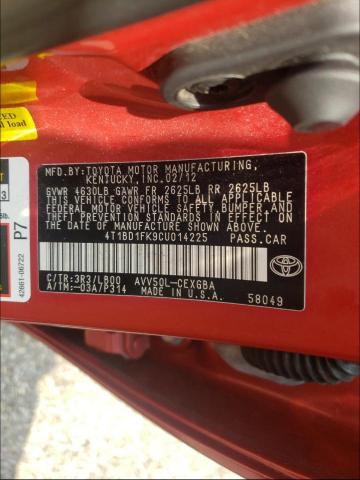 MFD.BY:TOYOTA MOTOR MANUFACTURING,
KENTUCKY, INC.02/12
GVWR 4630LB GAWR FR 2625LB RR 2625LB
THIS VEHICLE CONFORMS TO ALL APPLICABLE
FEDERAL MOTOR VEHICLE SAFETY, BUMPER, AND
THEFT PREVENTION STANDARDS IN EFFECT ON
THE DATE OF MANUFACTURE SHOWN ABOVE.
4T1BD1FK9CU014225 PASS.CAR
C/TR:3R3/LB00 AVV50L-CEXGBA
A/TM:-03A/P314 MADE IN U.S.A.
58049
TOYOTA
P7
42661-06722
load